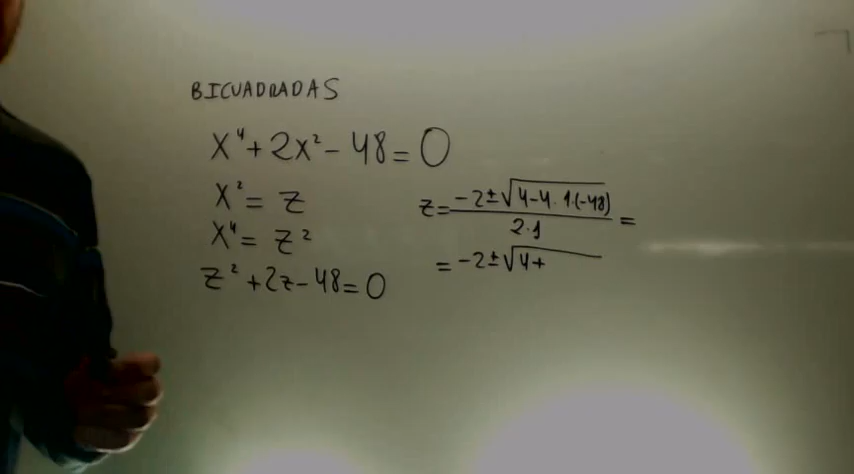 BICUADRADAS
X⁴+2X²-48=0
X²=Z
X⁴=Z²
Z²+2Z-48=0
Z=(-2±√(4-4·1·(-48)))/(2·1)=
=-2±√(4+